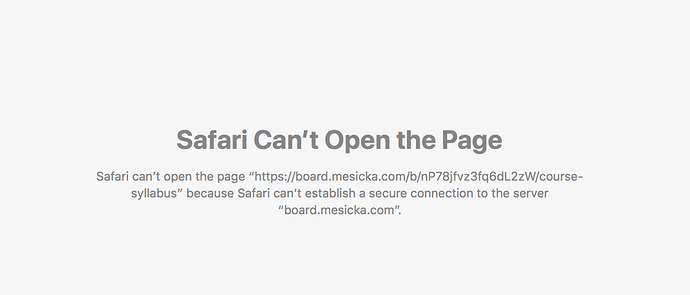 Safari Can’t Open the Page
Safari can’t open the page “https://board.mesicka.com/b/nP78jfvz3fq6dL2zW/course-
syllabus” because Safari can’t establish a secure connection to the server
“board.mesicka.com”.